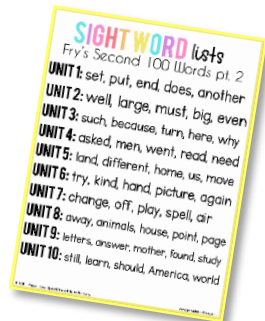 SIGHT WORD lists
Fry's Second 100 Words pt. 2
UNIT 1: set, put, end, does, another
UNIT 2: well, large, must, big, even
UNIT 3: such, because, turn, here, why
UNIT 4: asked, men, went, read, need
UNIT 5: land, different, home, us, move
UNIT 6: try, kind, hand, picture, again
UNIT 7: change, off, play, spell, air
UNIT 8: away, animals, house, point, page
UNIT 9: letters, answer, mother, found, study
UNIT 10: still, learn, should, America, world